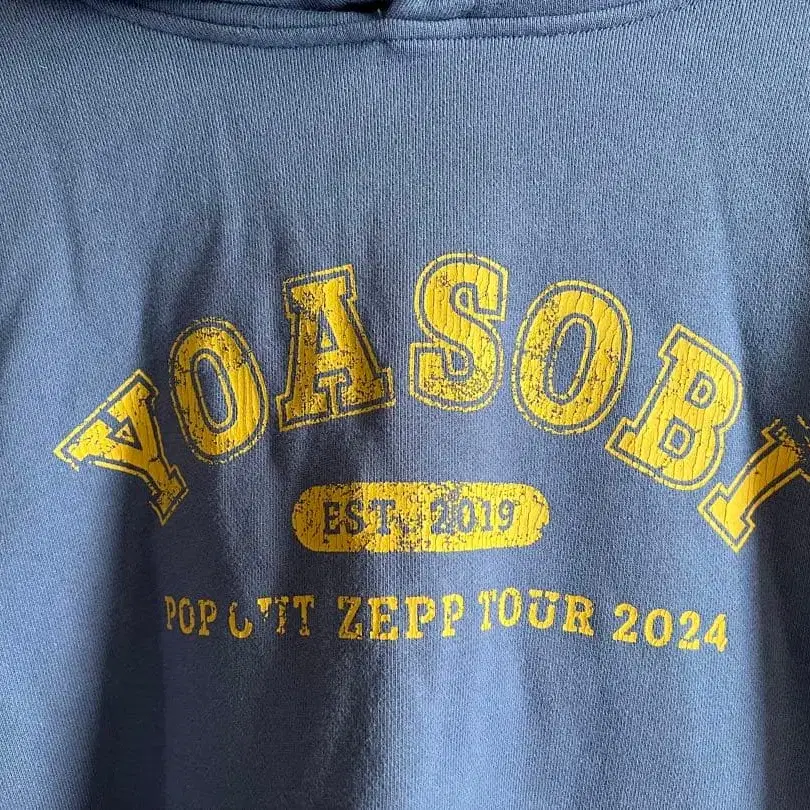 YOASOBI
EST. 2019
POP OUT ZEPP TOUR 2024